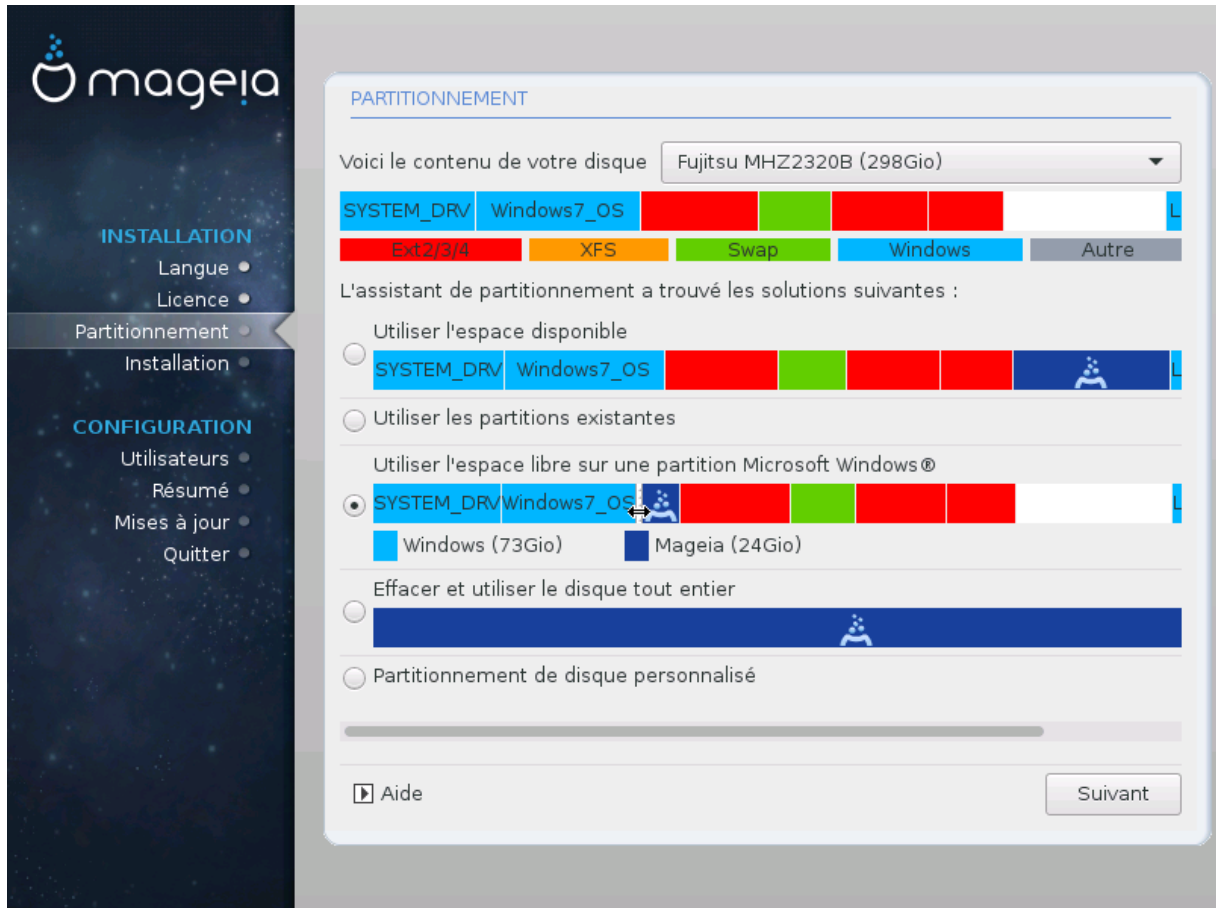 mageia
INSTALLATION
Langue
Licence
Partitionnement
Installation
CONFIGURATION
Utilisateurs
Résumé
Mises à jour
Quitter
PARTITIONNEMENT
Voici le contenu de votre disque Fujitsu MHZ2320B (298Gio)
SYSTEM_DRV Windows7_OS L
Ext2/3/4 XFS Swap Windows Autre
L'assistant de partitionnement a trouvé les solutions suivantes :
Utiliser l'espace disponible
SYSTEM_DRV Windows7_OS L
Utiliser les partitions existantes
Utiliser l'espace libre sur une partition Microsoft Windows®
SYSTEM_DRV Windows7_OS L
Windows (73Gio) Mageia (24Gio)
Effacer et utiliser le disque tout entier
Partitionnement de disque personnalisé
Aide Suivant